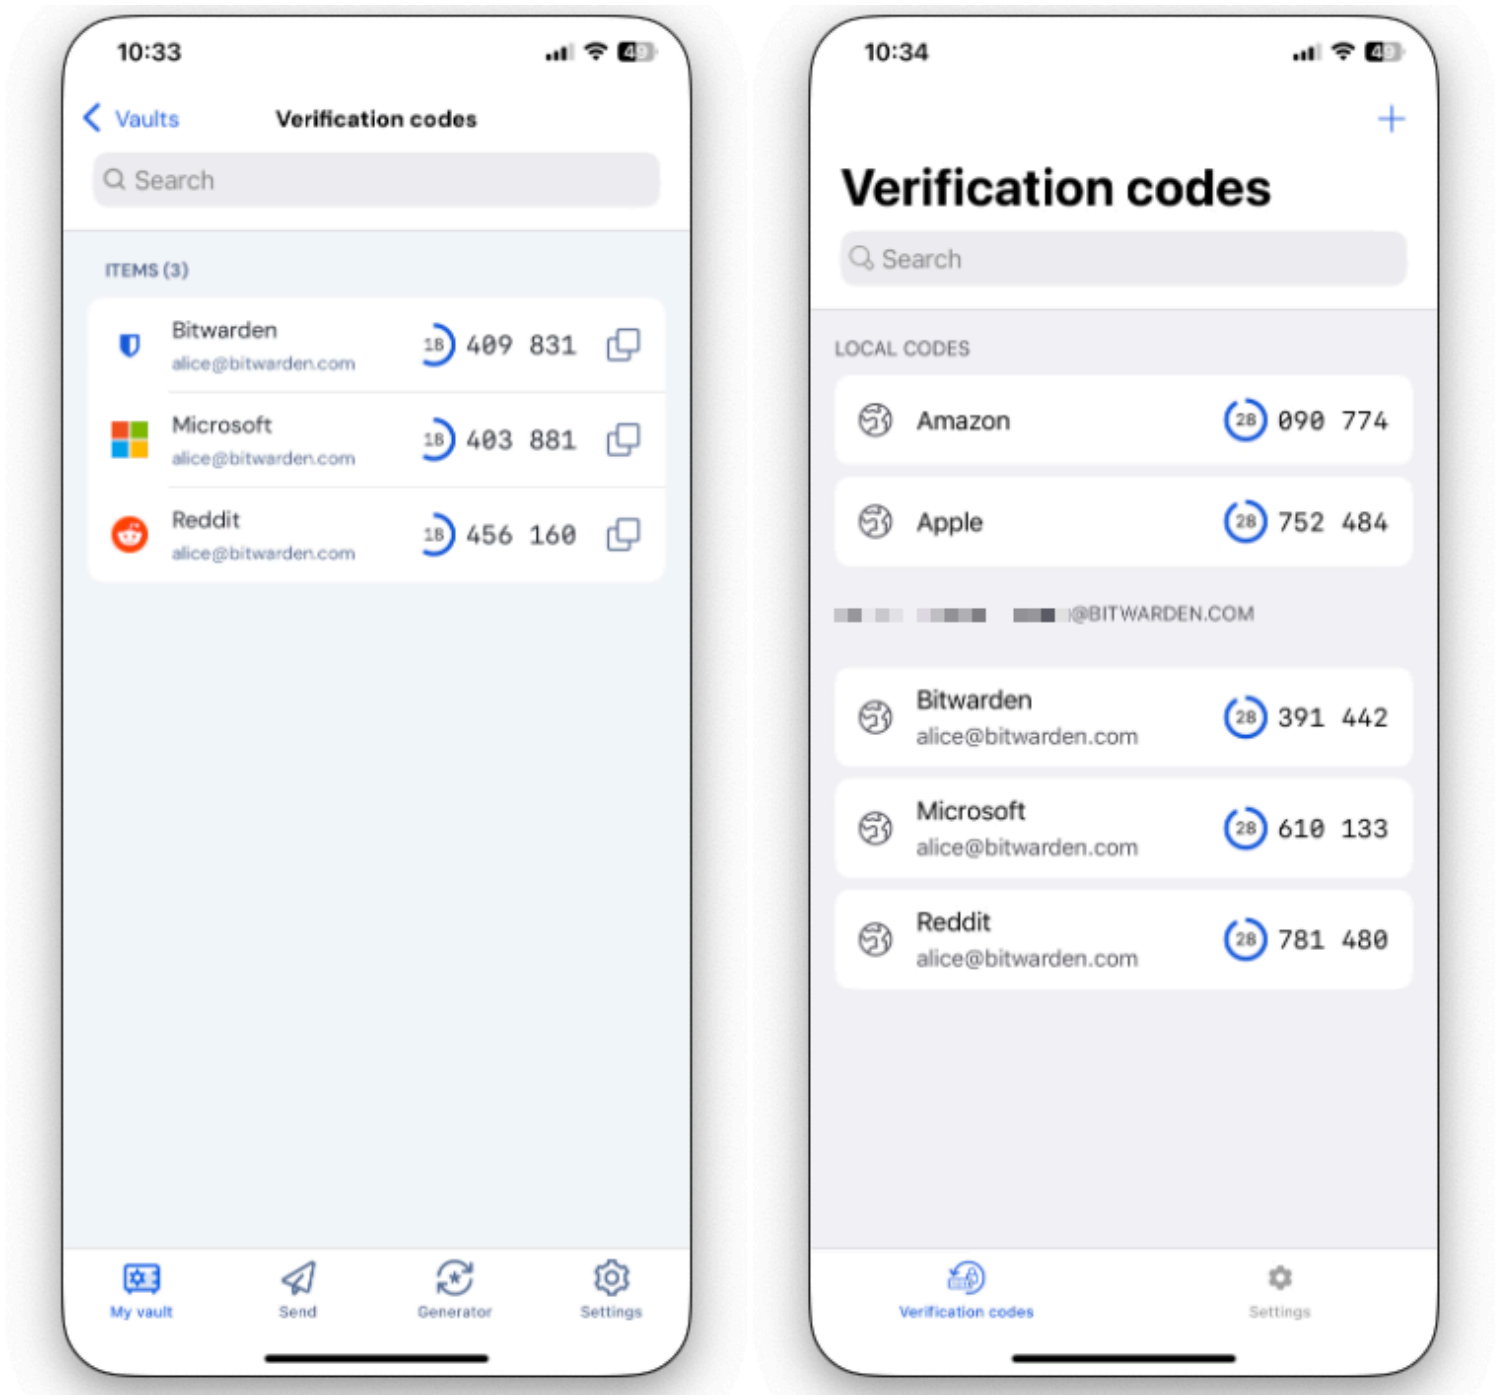 10:33
49
Vaults
Verification codes
Search
ITEMS (3)
Bitwarden
alice@bitwarden.com
18 409 831
Microsoft
alice@bitwarden.com
18 403 881
Reddit
alice@bitwarden.com
18 456 160
My vault
Send
Generator
Settings
10:34
49
Verification codes
Search
LOCAL CODES
Amazon
28 090 774
Apple
28 752 484
@BITWARDEN.COM
Bitwarden
alice@bitwarden.com
28 391 442
Microsoft
alice@bitwarden.com
28 610 133
Reddit
alice@bitwarden.com
28 781 480
Verification codes
Settings